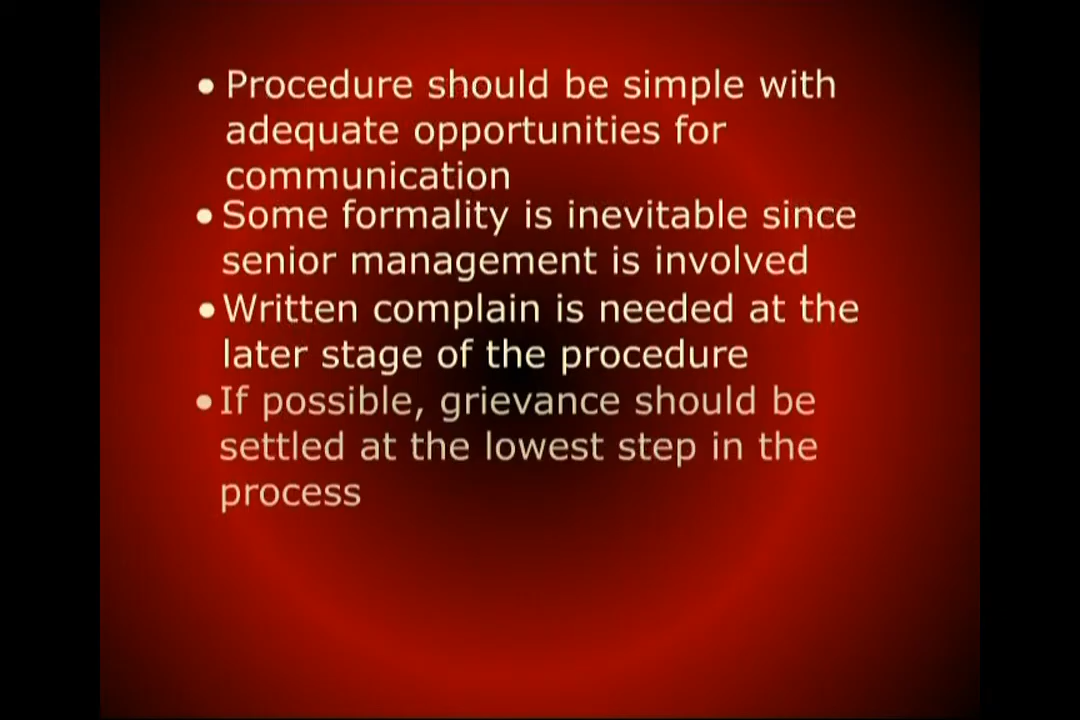 • Procedure should be simple with
adequate opportunities for
communication
• Some formality is inevitable since
senior management is involved
• Written complain is needed at the
later stage of the procedure
• If possible, grievance should be
settled at the lowest step in the
process